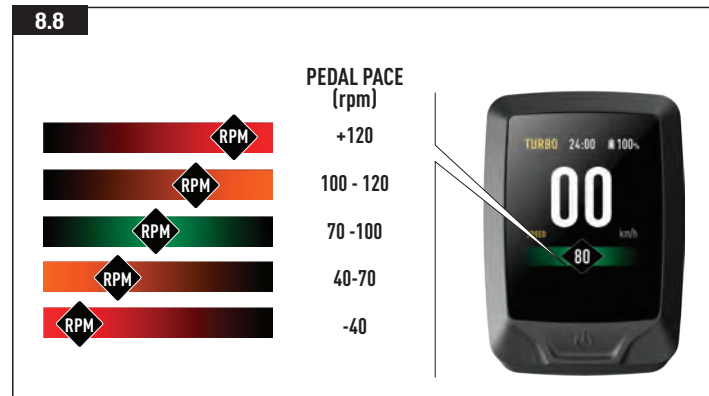 8.8
PEDAL PACE
(rpm)
RPM +120
RPM 100 - 120
RPM 70 -100
RPM 40-70
RPM -40
TURBO 24:00 100%
00
SPEED km/h
80